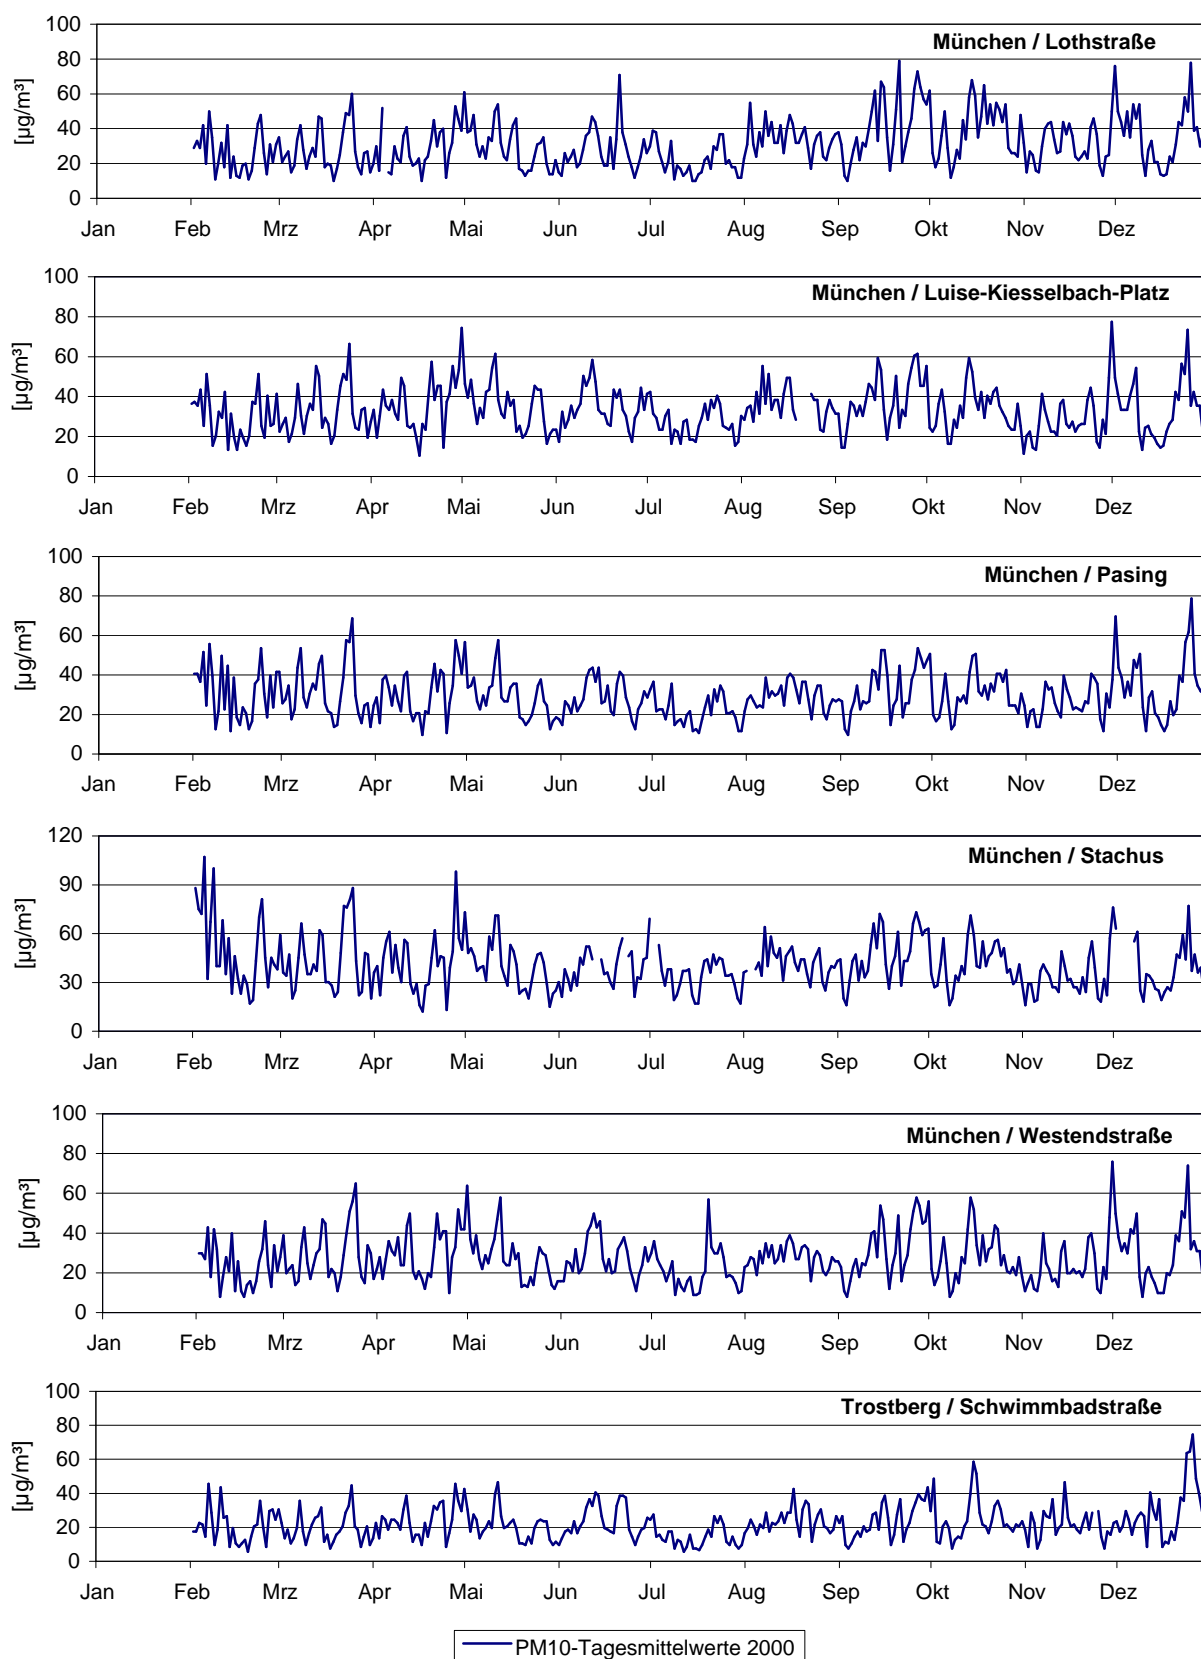 München / Lothstraße
[µg/m³]
100
80
60
40
20
0
Jan Feb Mrz Apr Mai Jun Jul Aug Sep Okt Nov Dez
München / Luise-Kiesselbach-Platz
[µg/m³]
100
80
60
40
20
0
Jan Feb Mrz Apr Mai Jun Jul Aug Sep Okt Nov Dez
München / Pasing
[µg/m³]
100
80
60
40
20
0
Jan Feb Mrz Apr Mai Jun Jul Aug Sep Okt Nov Dez
München / Stachus
[µg/m³]
120
90
60
30
0
Jan Feb Mrz Apr Mai Jun Jul Aug Sep Okt Nov Dez
München / Westendstraße
[µg/m³]
100
80
60
40
20
0
Jan Feb Mrz Apr Mai Jun Jul Aug Sep Okt Nov Dez
Trostberg / Schwimmbadstraße
[µg/m³]
100
80
60
40
20
0
Jan Feb Mrz Apr Mai Jun Jul Aug Sep Okt Nov Dez
PM10-Tagesmittelwerte 2000